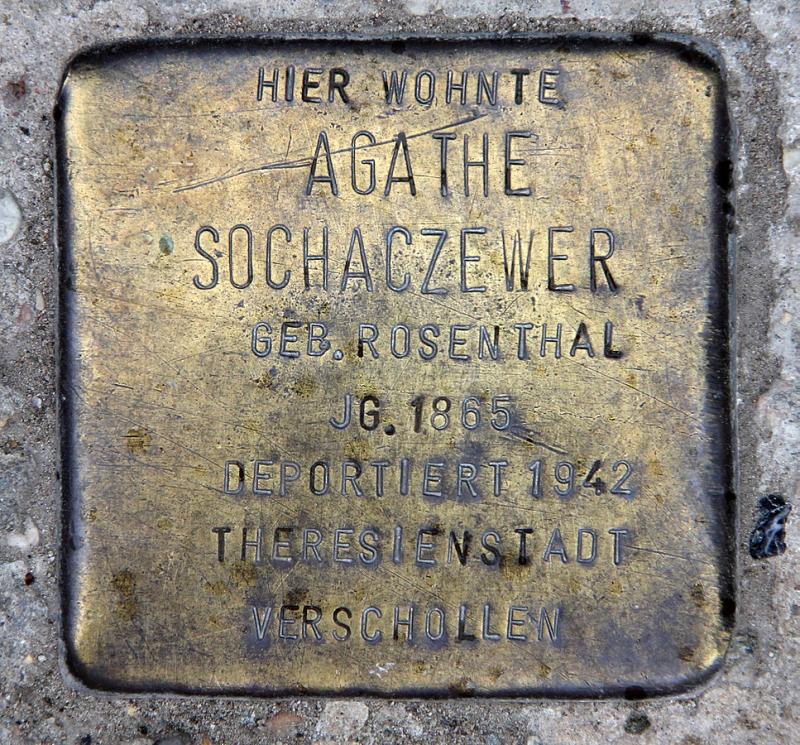 HIER WOHNTE
AGATHE
SOCHACZEWER
GEB. ROSENTHAL
JG. 1865
DEPORTIERT 1942
THERESIENSTADT
VERSCHOLLEN